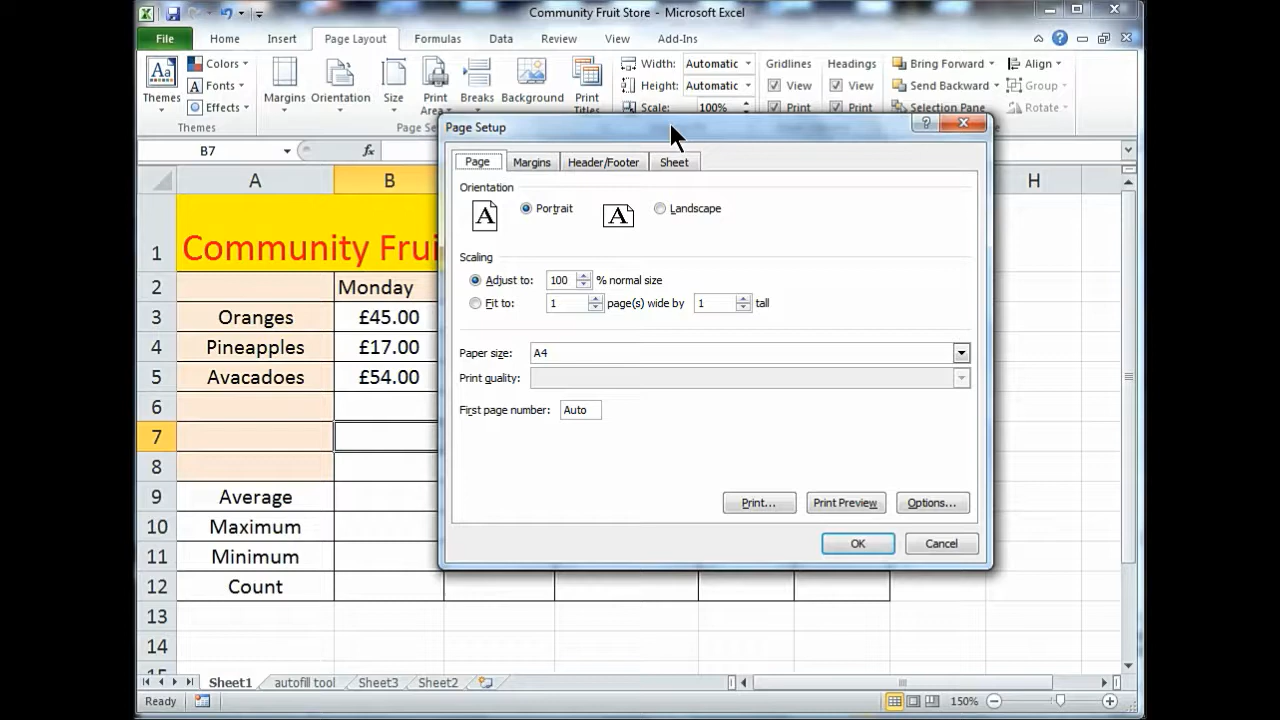 Community Fruit Store - Microsoft Excel
File Home Insert Page Layout Formulas Data Review View Add-Ins
Colors Width: Automatic Gridlines Headings Bring Forward Align
Fonts Height: Automatic View View Send Backward Group
Themes Effects Margins Orientation Size Print Area Breaks Background Print Titles Scale: 100% Print Print Selection Pane Rotate
Themes
B7 fx
Page Setup
Page Margins Header/Footer Sheet
Orientation
A Portrait A Landscape
Scaling
Adjust to: 100 % normal size
Fit to: 1 page(s) wide by 1 tall
Paper size: A4
Print quality:
First page number: Auto
Print... Print Preview Options...
OK Cancel
A B H
1 Community
2 Monday
3 Oranges £45.00
4 Pineapples £17.00
5 Avacadoes £54.00
6
7
8
9 Average
10 Maximum
11 Minimum
12 Count
13
14
Sheet1 autofill tool Sheet3 Sheet2
Ready 150%